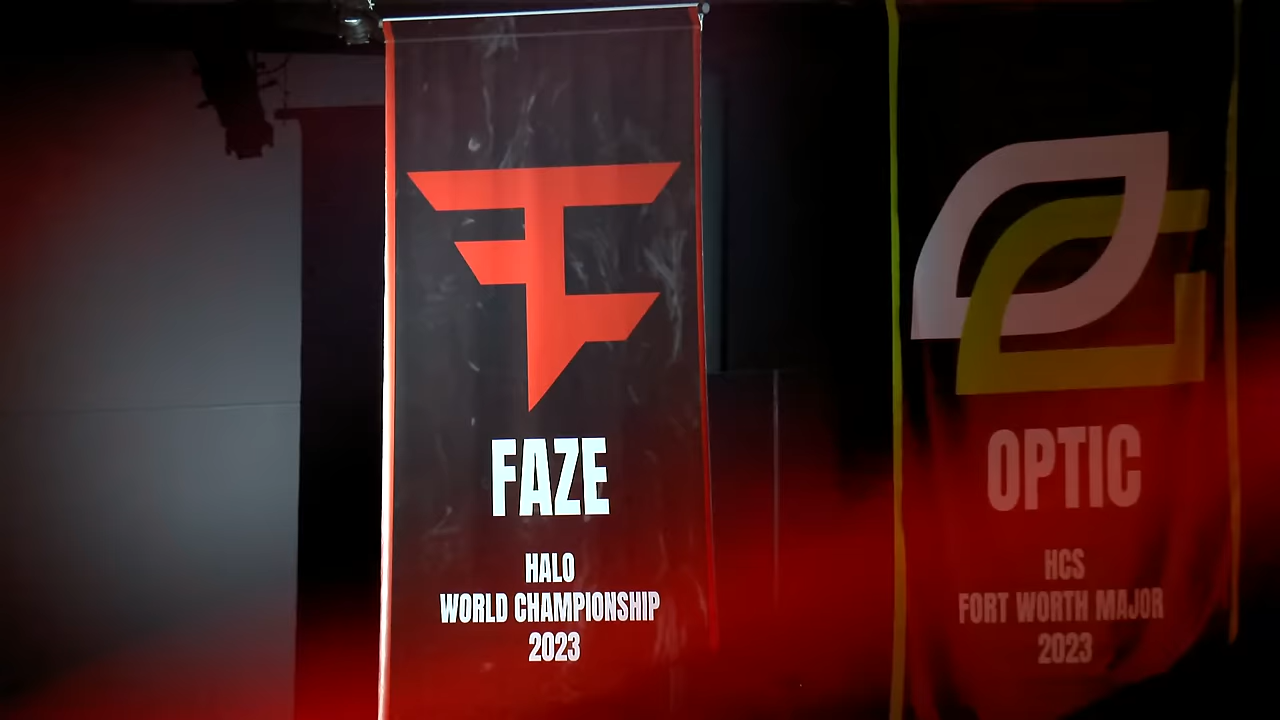 FAZE
HALO
WORLD CHAMPIONSHIP
2023
OPTIC
HCS
FORT WORTH MAJOR
2023